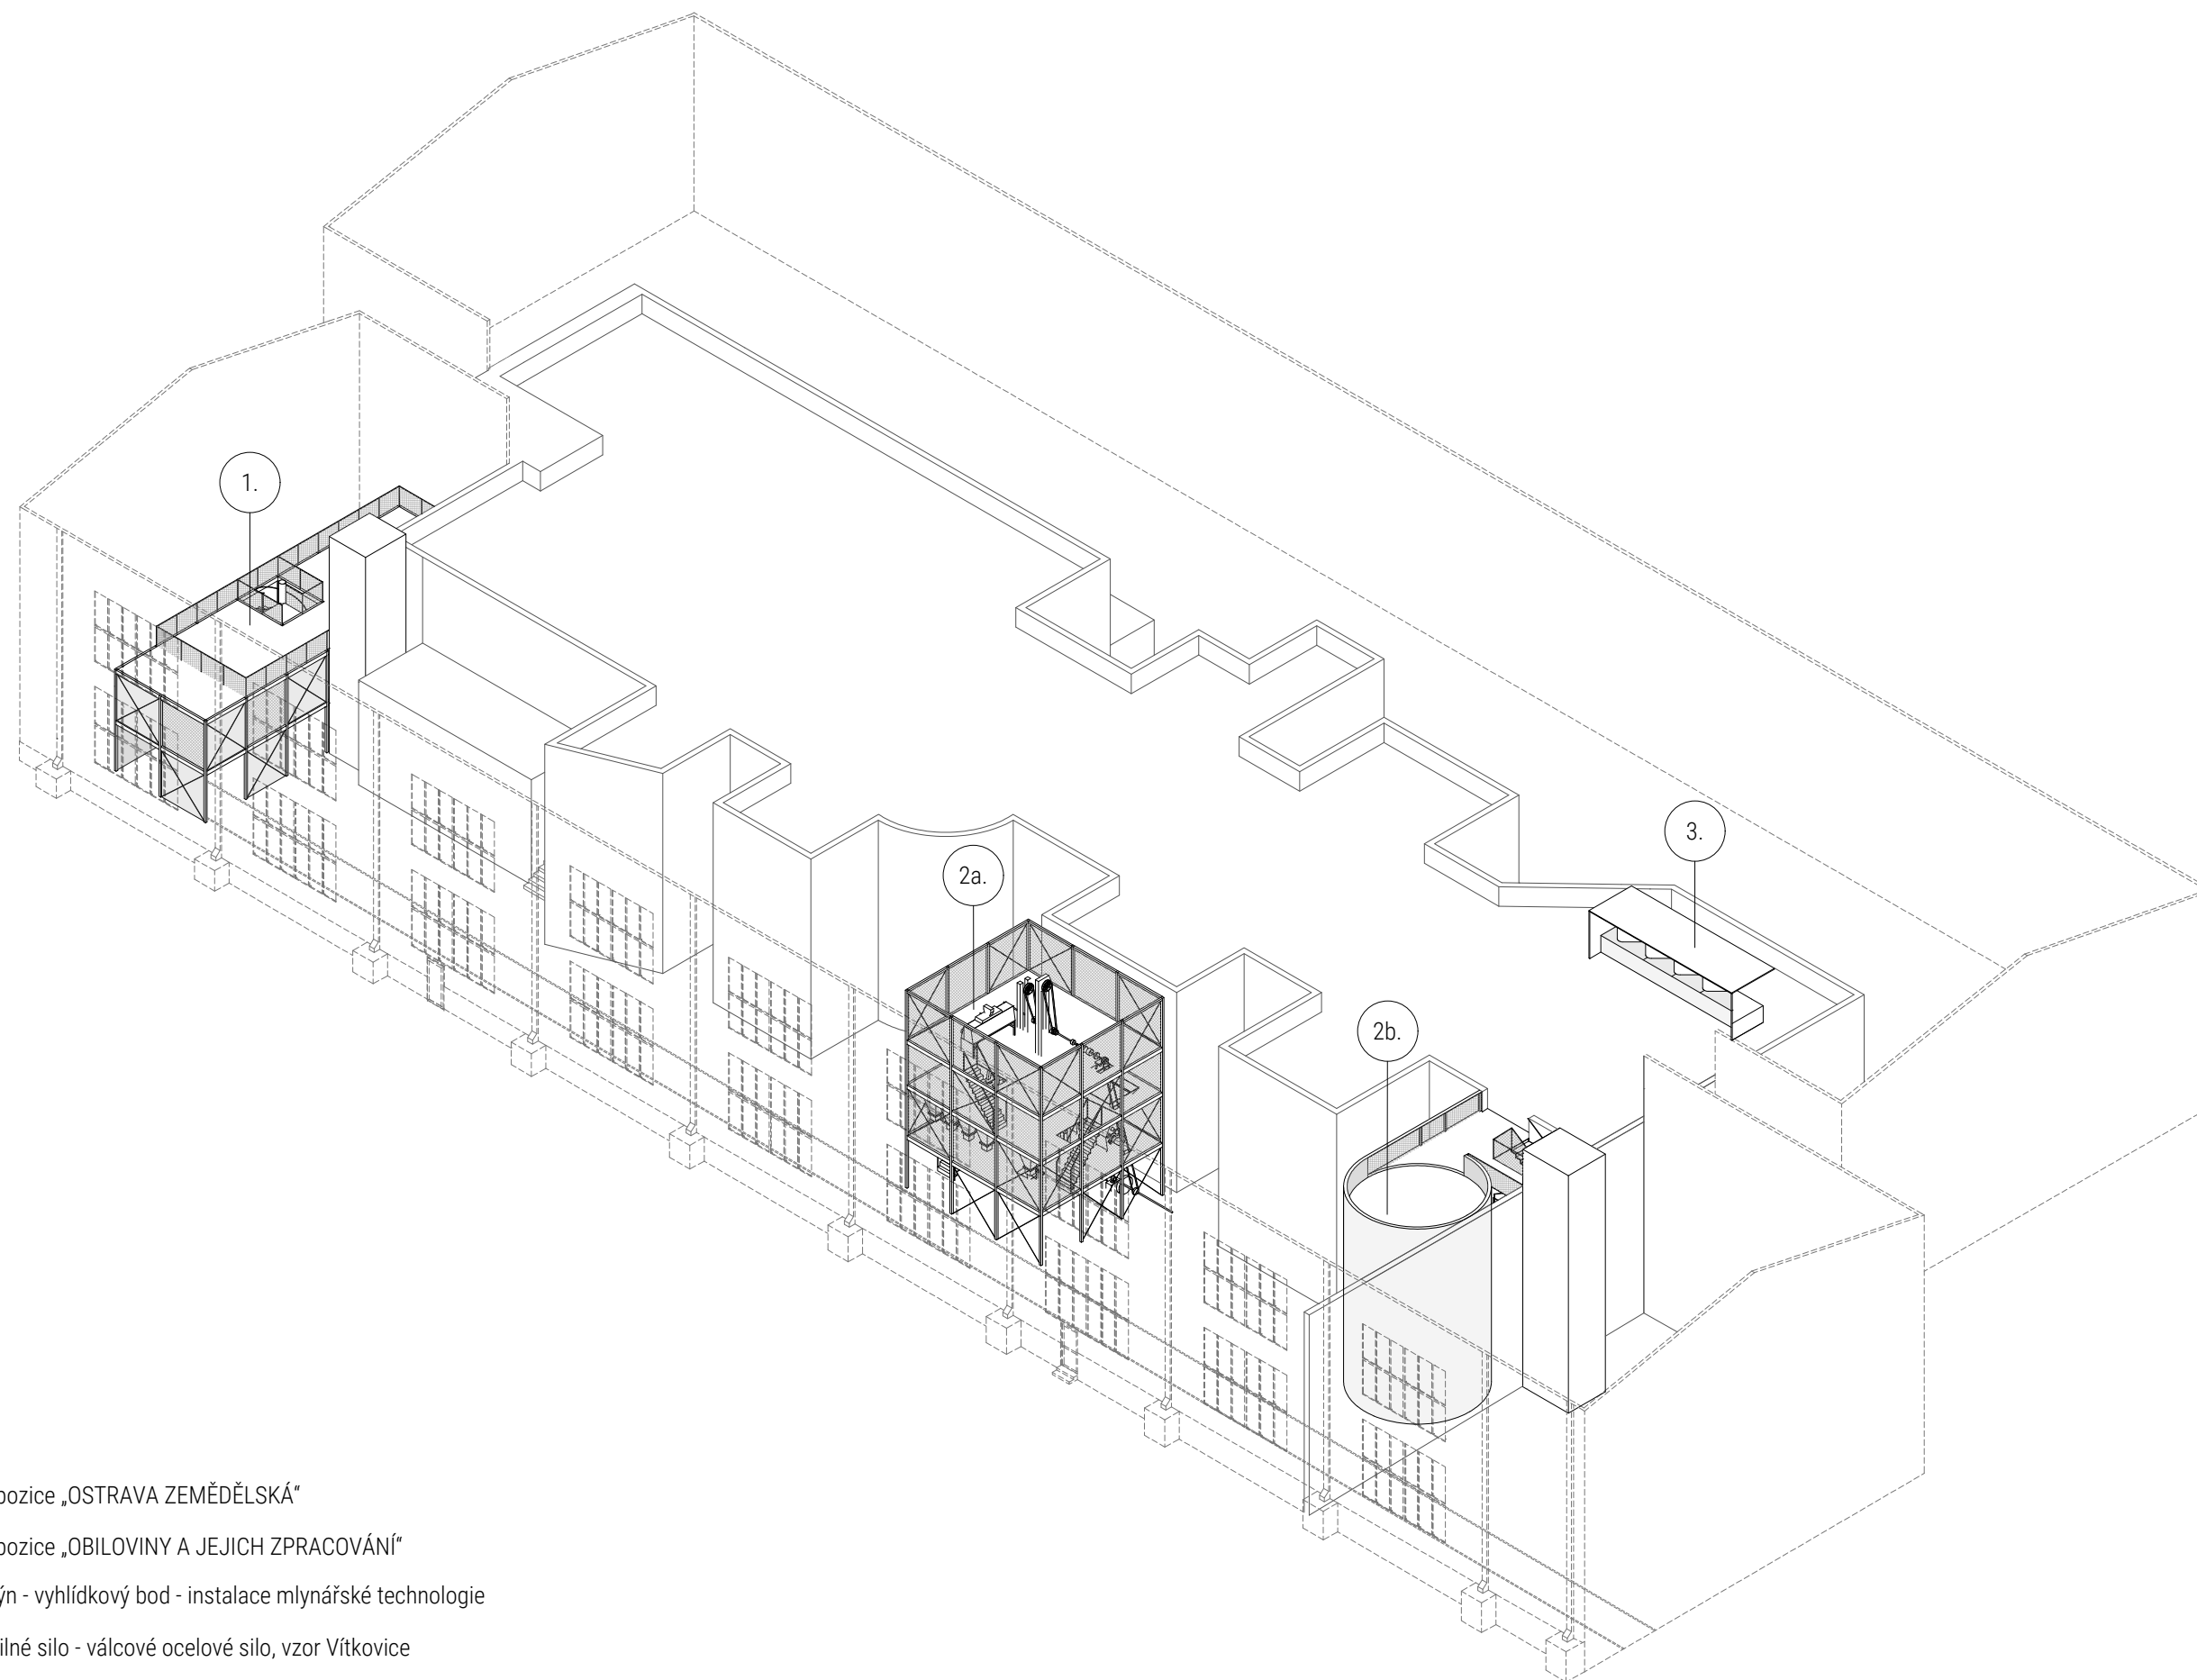 1.
2a.
3.
2b.
pozice „OSTRAVA ZEMĚDĚLSKÁ“
pozice „OBILOVINY A JEJICH ZPRACOVÁNÍ“
ýn - vyhlídkový bod - instalace mlynářské technologie
ilné silo - válcové ocelové silo, vzor Vítkovice